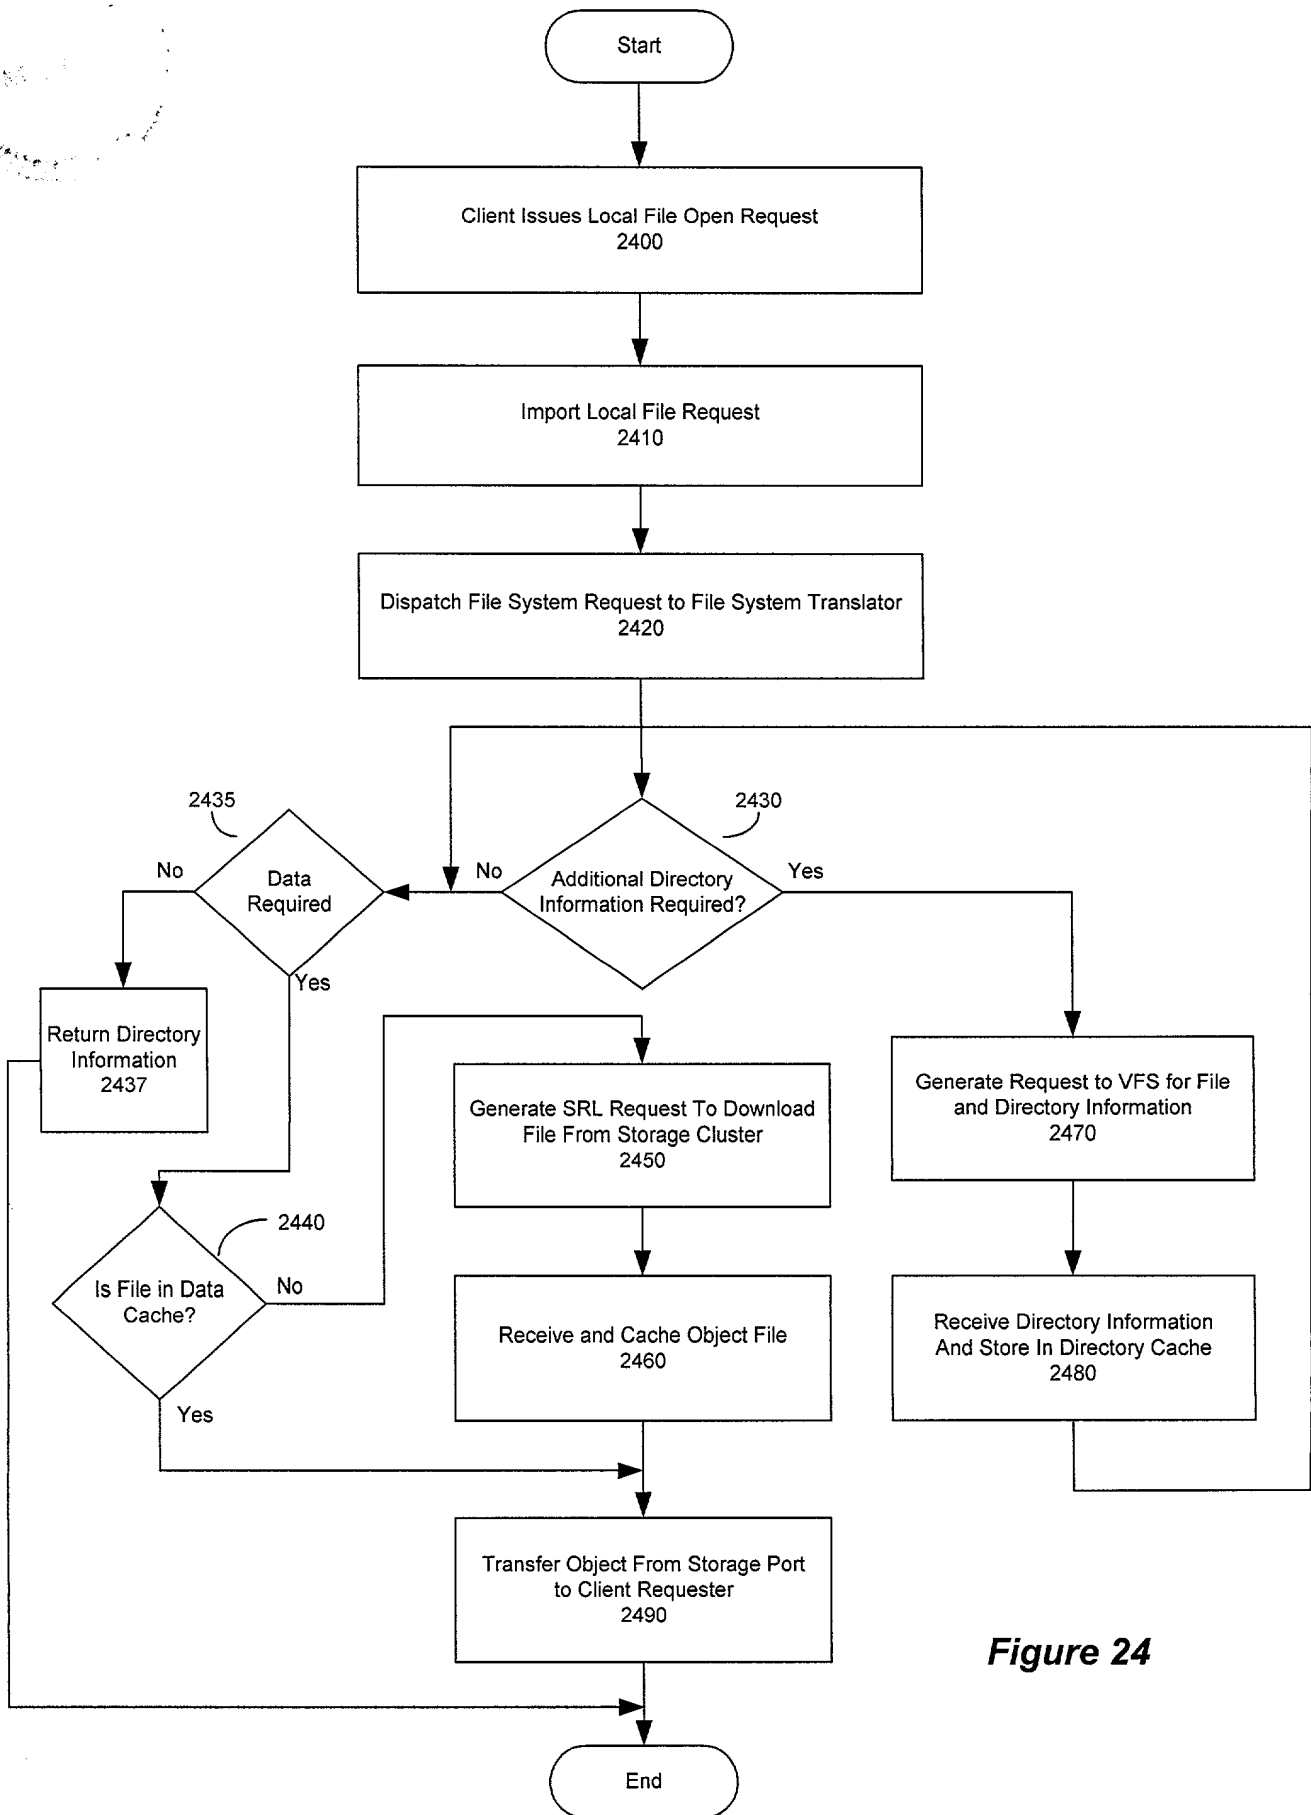 Start
Client Issues Local File Open Request
2400
Import Local File Request
2410
Dispatch File System Request to File System Translator
2420
2435
2430
No
Data
Required
No
Additional Directory
Information Required?
Yes
Yes
Return Directory
Information
2437
Generate SRL Request To Download
File From Storage Cluster
2450
Generate Request to VFS for File
and Directory Information
2470
2440
Is File in Data
Cache?
No
Receive and Cache Object File
2460
Receive Directory Information
And Store In Directory Cache
2480
Yes
Transfer Object From Storage Port
to Client Requester
2490
Figure 24
End